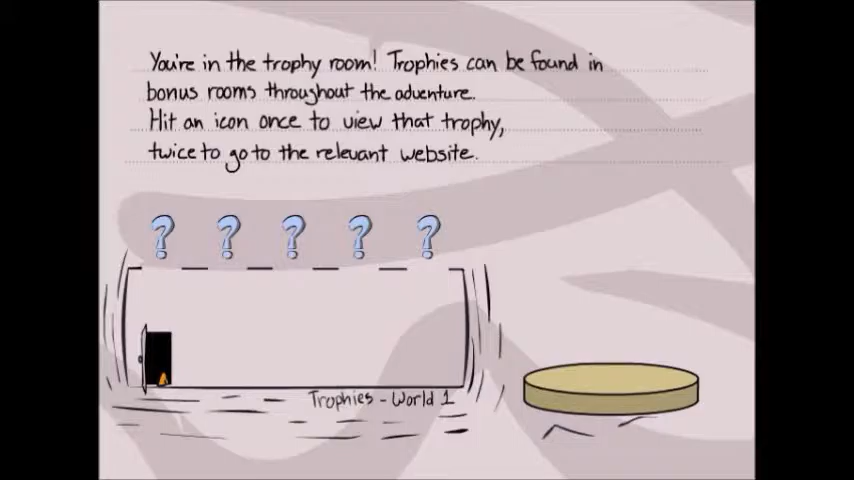 You're in the trophy room! Trophies can be found in
bonus rooms throughout the adventure.
Hit an icon once to view that trophy,
twice to go to the relevant website.
? ? ? ? ?
Trophies - World 1